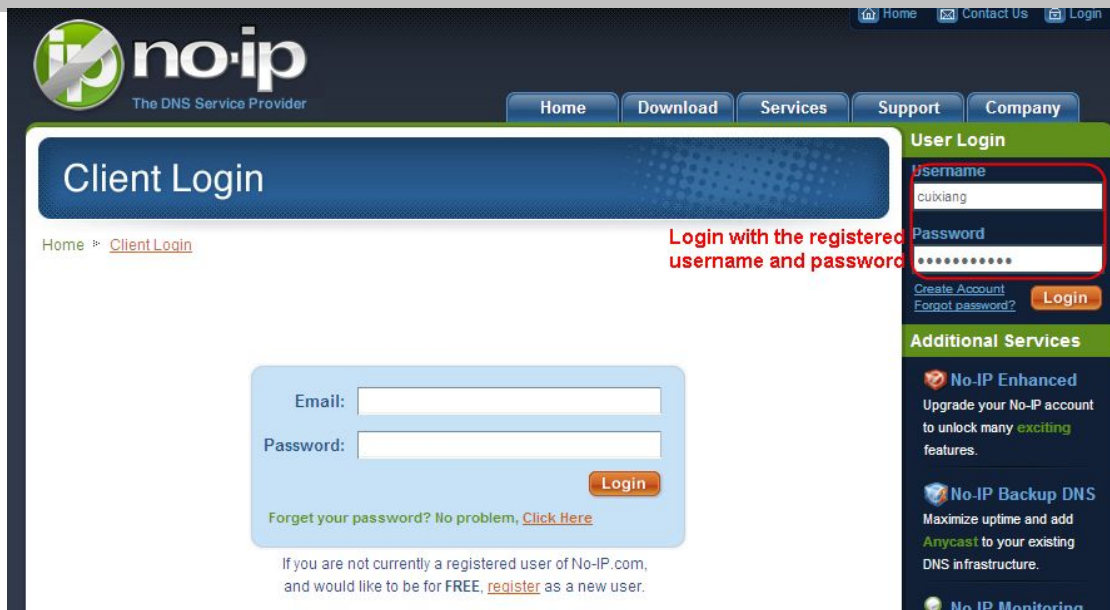 Home Contact Us Login
ip no·ip
The DNS Service Provider
Home Download Services Support Company
Client Login
Home Client Login
Login with the registered
username and password
Email:
Password:
Login
Forget your password? No problem, Click Here
If you are not currently a registered user of No-IP.com,
and would like to be for FREE, register as a new user.
User Login
Username
cuixiang
Password
•••••••••••
Create Account
Forgot password?
Login
Additional Services
No-IP Enhanced
Upgrade your No-IP account
to unlock many exciting
features.
No-IP Backup DNS
Maximize uptime and add
Anycast to your existing
DNS infrastructure.
No-IP Monitoring